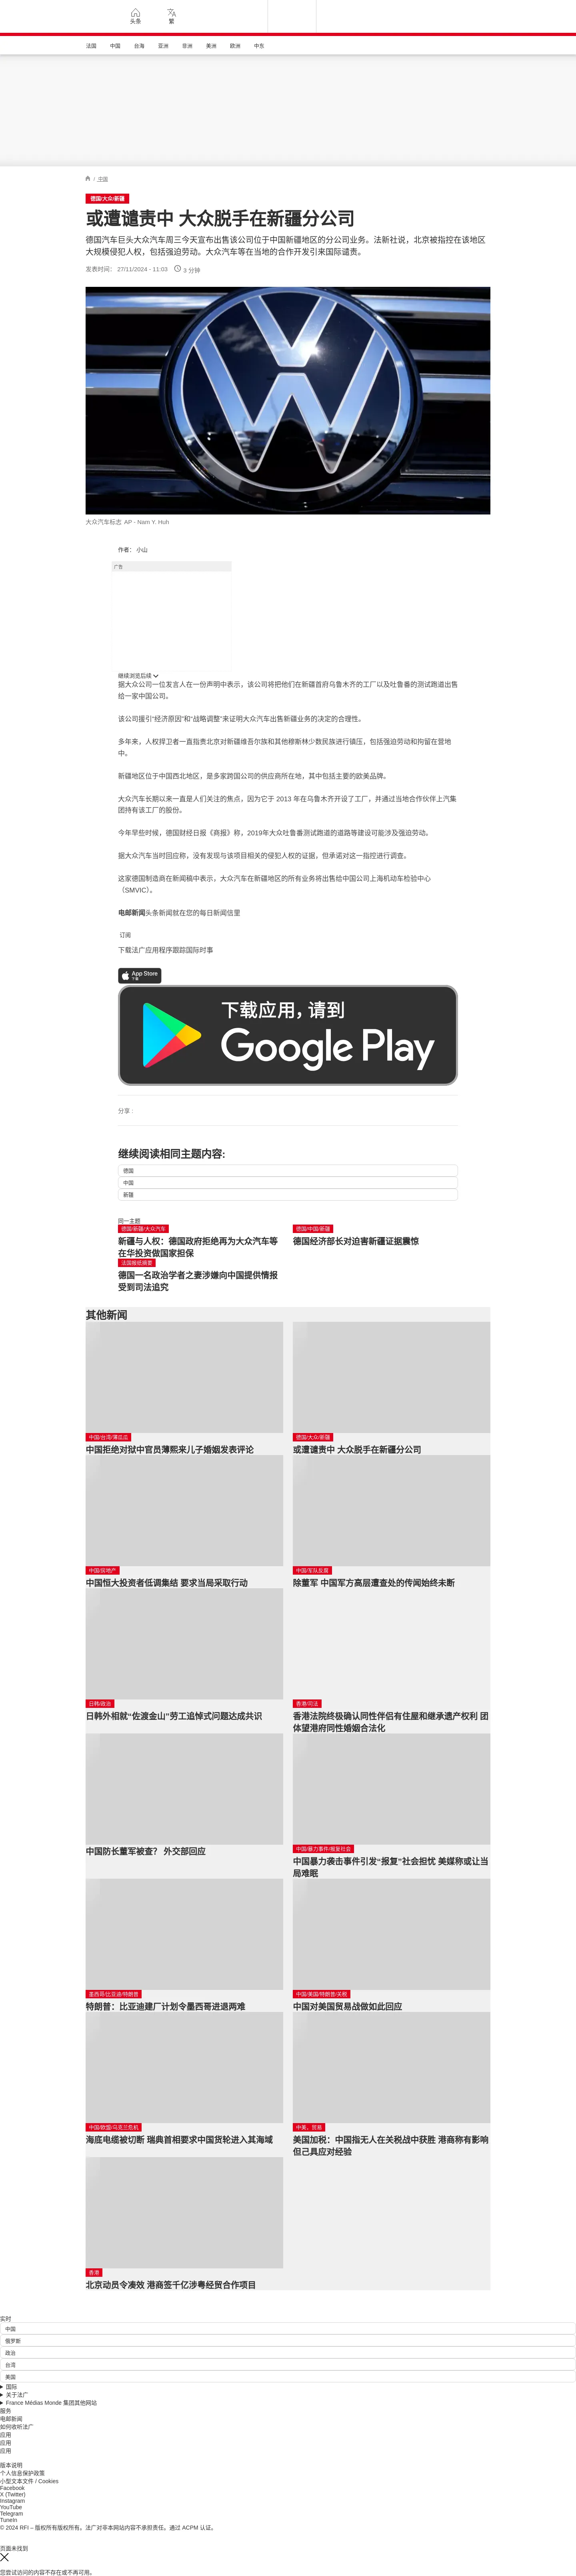 头条
繁
法国 中国 台海 亚洲 非洲 美洲 欧洲 中东
/ 中国
德国/大众/新疆
或遭谴责中 大众脱手在新疆分公司
德国汽车巨头大众汽车周三今天宣布出售该公司位于中国新疆地区的分公司业务。法新社说，北京被指控在该地区
大规模侵犯人权，包括强迫劳动。大众汽车等在当地的合作开发引来国际谴责。
发表时间： 27/11/2024 - 11:03 3 分钟
大众汽车标志 AP - Nam Y. Huh
作者： 小山
广告
继续浏览后续
据大众公司一位发言人在一份声明中表示，该公司将把他们在新疆首府乌鲁木齐的工厂以及吐鲁番的测试跑道出售
给一家中国公司。
该公司援引“经济原因”和“战略调整”来证明大众汽车出售新疆业务的决定的合理性。
多年来，人权捍卫者一直指责北京对新疆维吾尔族和其他穆斯林少数民族进行镇压，包括强迫劳动和拘留在营地
中。
新疆地区位于中国西北地区，是多家跨国公司的供应商所在地，其中包括主要的欧美品牌。
大众汽车长期以来一直是人们关注的焦点，因为它于 2013 年在乌鲁木齐开设了工厂，并通过当地合作伙伴上汽集
团持有该工厂的股份。
今年早些时候，德国财经日报《商报》称，2019年大众吐鲁番测试跑道的道路等建设可能涉及强迫劳动。
据大众汽车当时回应称，没有发现与该项目相关的侵犯人权的证据，但承诺对这一指控进行调查。
这家德国制造商在新闻稿中表示，大众汽车在新疆地区的所有业务将出售给中国公司上海机动车检验中心
（SMVIC）。
电邮新闻头条新闻就在您的每日新闻信里
订阅
下载法广应用程序跟踪国际时事
App Store
下载
下载应用，请到
Google Play
分享 :
继续阅读相同主题内容:
德国
中国
新疆
同一主题
德国/新疆/大众汽车
新疆与人权：德国政府拒绝再为大众汽车等
在华投资做国家担保
德国/中国/新疆
德国经济部长对迫害新疆证据震惊
法国报纸摘要
德国一名政治学者之妻涉嫌向中国提供情报
受到司法追究
其他新闻
中国/台湾/薄瓜瓜
中国拒绝对狱中官员薄熙来儿子婚姻发表评论
德国/大众/新疆
或遭谴责中 大众脱手在新疆分公司
中国/房地产
中国恒大投资者低调集结 要求当局采取行动
中国/军队反腐
除董军 中国军方高层遭查处的传闻始终未断
日韩/政治
日韩外相就“佐渡金山”劳工追悼式问题达成共识
香港/司法
香港法院终极确认同性伴侣有住屋和继承遗产权利 团
体望港府同性婚姻合法化
中国防长董军被查？ 外交部回应
中国/暴力事件/报复社会
中国暴力袭击事件引发“报复”社会担忧 美媒称或让当
局难眠
墨西哥/比亚迪/特朗普
特朗普：比亚迪建厂计划令墨西哥进退两难
中国/美国/特朗普/关税
中国对美国贸易战做如此回应
中国/欧盟/乌克兰危机
海底电缆被切断 瑞典首相要求中国货轮进入其海域
中美，贸易
美国加税：中国指无人在关税战中获胜 港商称有影响
但己具应对经验
香港
北京动员令凑效 港商签千亿涉粤经贸合作项目
实时
中国
俄罗斯
政治
台湾
美国
国际
关于法广
France Médias Monde 集团其他网站
服务
电邮新闻
如何收听法广
应用
应用
应用
版本说明
个人信息保护政策
小型文本文件 / Cookies
Facebook
X (Twitter)
Instagram
YouTube
Telegram
TuneIn
© 2024 RFI – 版权所有版权所有。法广对非本网站内容不承担责任。通过 ACPM 认证。
页面未找到
您尝试访问的内容不存在或不再可用。